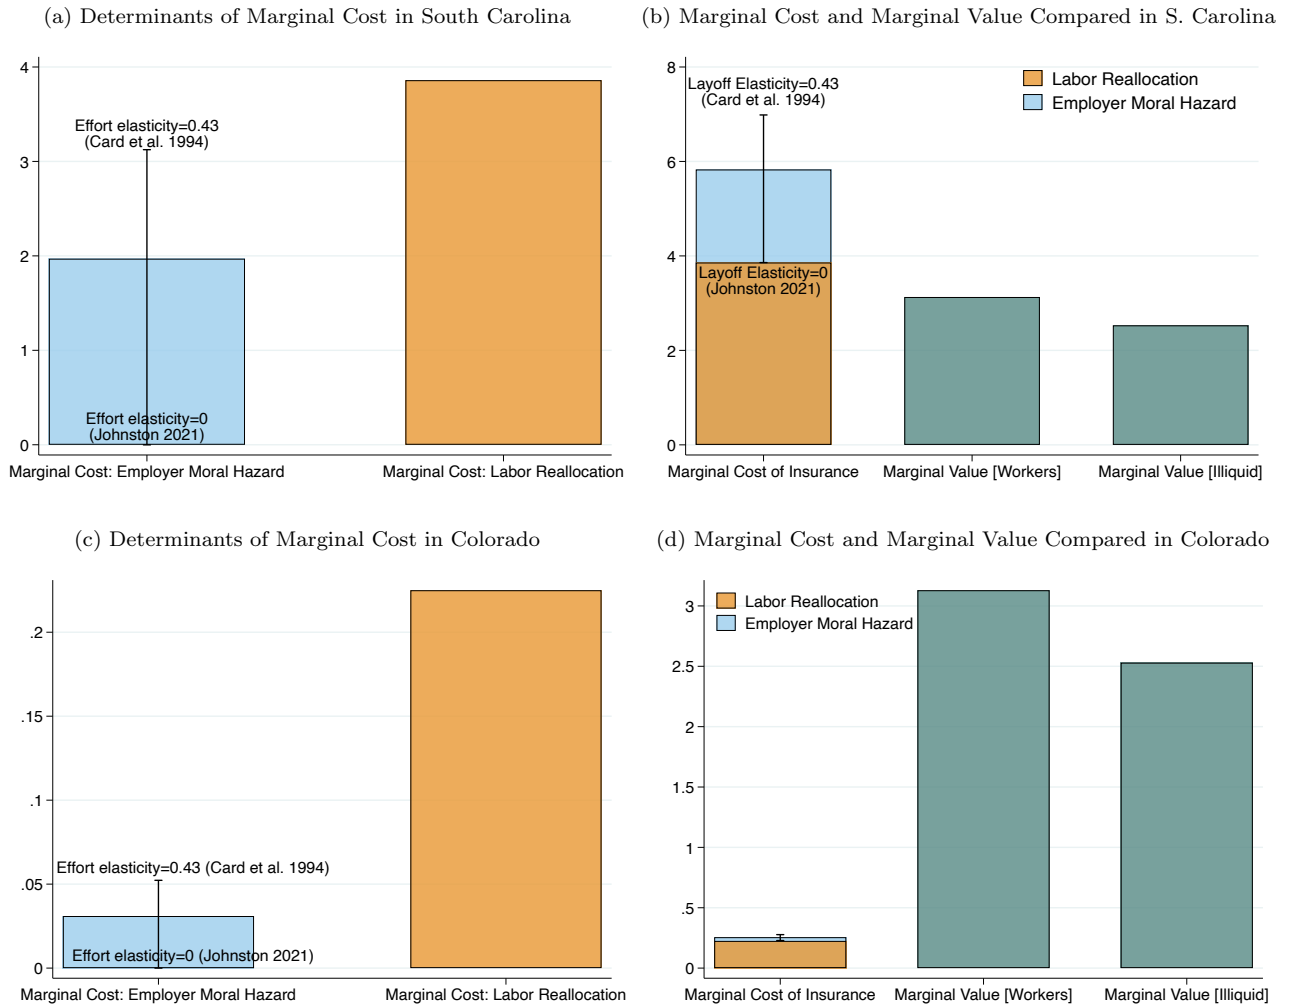 (a) Determinants of Marginal Cost in South Carolina
4
3
2
1
0
Effort elasticity=0.43
(Card et al. 1994)
Effort elasticity=0
(Johnston 2021)
Marginal Cost: Employer Moral Hazard
Marginal Cost: Labor Reallocation
(b) Marginal Cost and Marginal Value Compared in S. Carolina
8
6
4
2
0
Layoff Elasticity=0.43
(Card et al. 1994)
Labor Reallocation
Employer Moral Hazard
Layoff Elasticity=0
(Johnston 2021)
Marginal Cost of Insurance
Marginal Value [Workers]
Marginal Value [Illiquid]
(c) Determinants of Marginal Cost in Colorado
.2
.15
.1
.05
0
Effort elasticity=0.43 (Card et al. 1994)
Effort elasticity=0 (Johnston 2021)
Marginal Cost: Employer Moral Hazard
Marginal Cost: Labor Reallocation
(d) Marginal Cost and Marginal Value Compared in Colorado
3
2.5
2
1.5
1
.5
0
Labor Reallocation
Employer Moral Hazard
Marginal Cost of Insurance
Marginal Value [Workers]
Marginal Value [Illiquid]